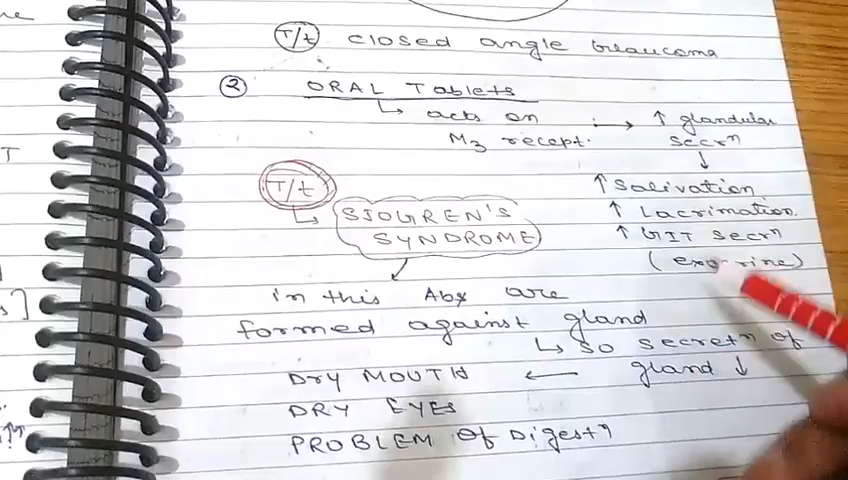 T/t closed angle Glaucoma
② ORAL Tablets
↳ acts on → ↑ glandular
M3 recept. secrn
↓
T/t ↑ Salivation
↳ SJOGREN'S ↑ Lacrimation
SYNDROME ↑ GIT secrn
(exocrine)
in this Abx are
formed against gland
↳ so secretn of
Dry MOUTH ← gland ↓
DRY EYES
PROBLEM of Digestn